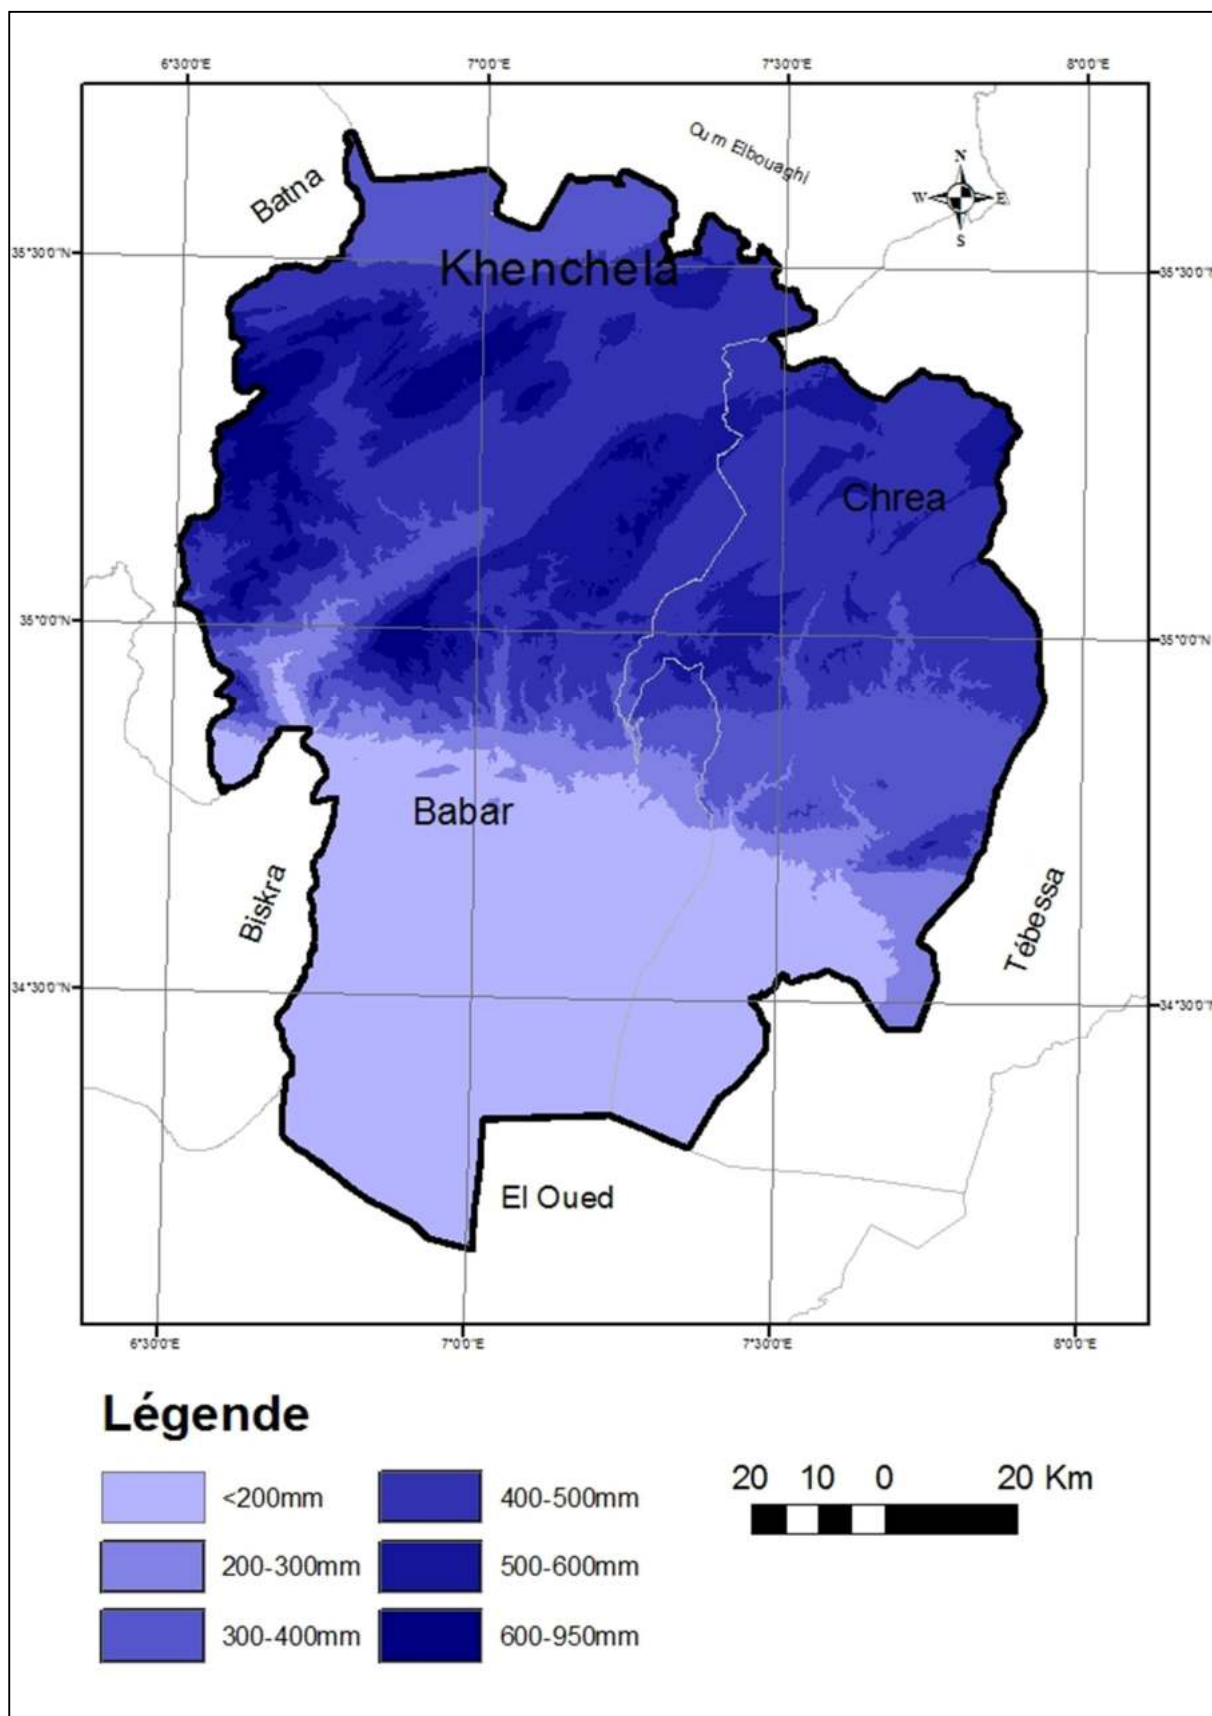 6°30'0"E 7°0'0"E 7°30'0"E 8°0'0"E
Oum Elbouaghi
Batna
N
W E
S
35°30'0"N 35°30'0"N
Khenchela
Chrea
35°0'0"N 35°0'0"N
Babar
Biskra
Tébessa
34°30'0"N 34°30'0"N
El Oued
6°30'0"E 7°0'0"E 7°30'0"E 8°0'0"E
Légende
<200mm 400-500mm
200-300mm 500-600mm
300-400mm 600-950mm
20 10 0 20 Km